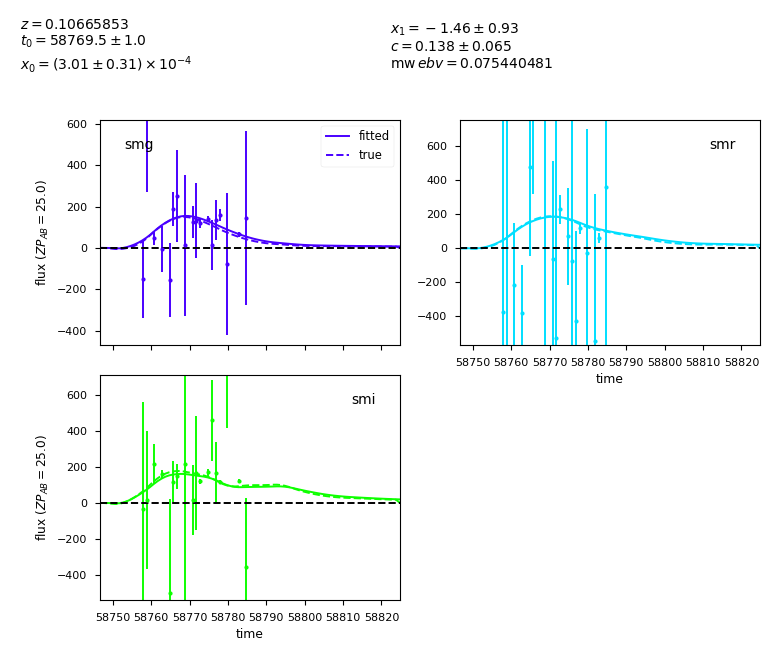 z = 0.10665853
t₀ = 58769.5 ± 1.0
x₀ = (3.01 ± 0.31) × 10⁻⁴
x₁ = −1.46 ± 0.93
c = 0.138 ± 0.065
mw ebv = 0.075440481
smg
fitted
true
600
400
200
0
−200
−400
flux (ZP_AB = 25.0)
smr
600
400
200
0
−200
−400
58750 58760 58770 58780 58790 58800 58810 58820
time
smi
600
400
200
0
−200
−400
flux (ZP_AB = 25.0)
58750 58760 58770 58780 58790 58800 58810 58820
time